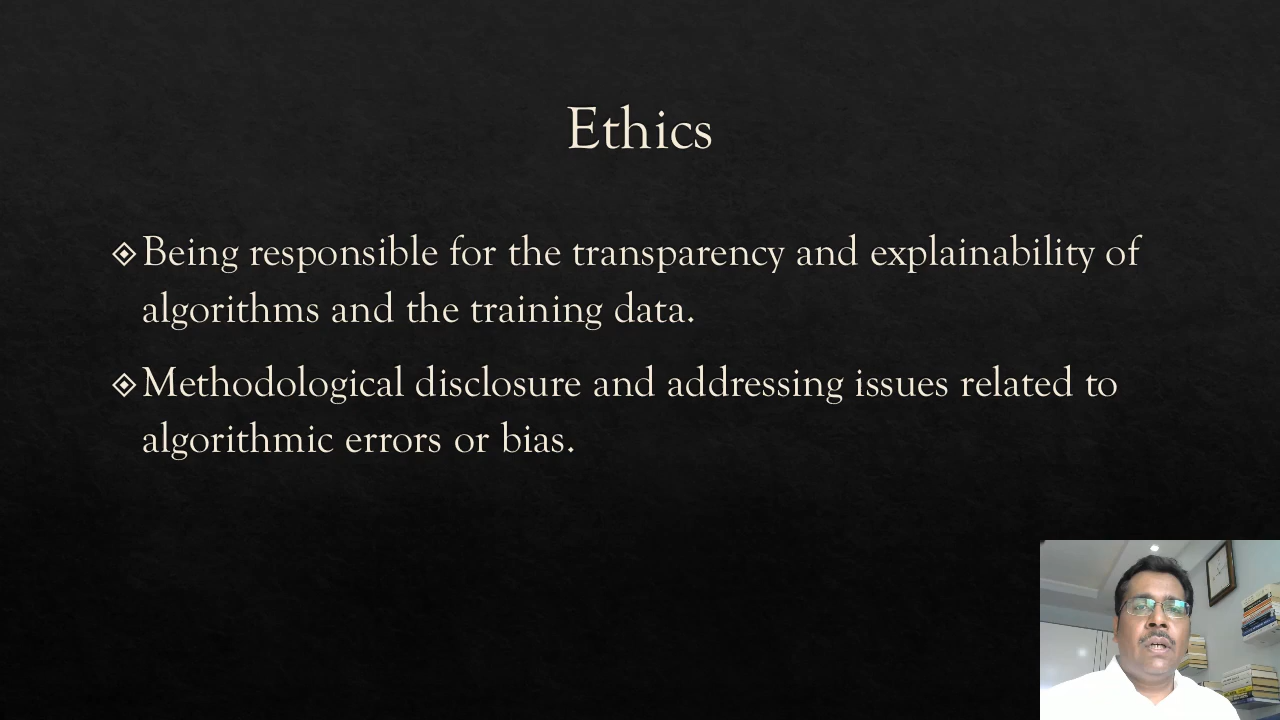 Ethics
Being responsible for the transparency and explainability of
algorithms and the training data.
Methodological disclosure and addressing issues related to
algorithmic errors or bias.